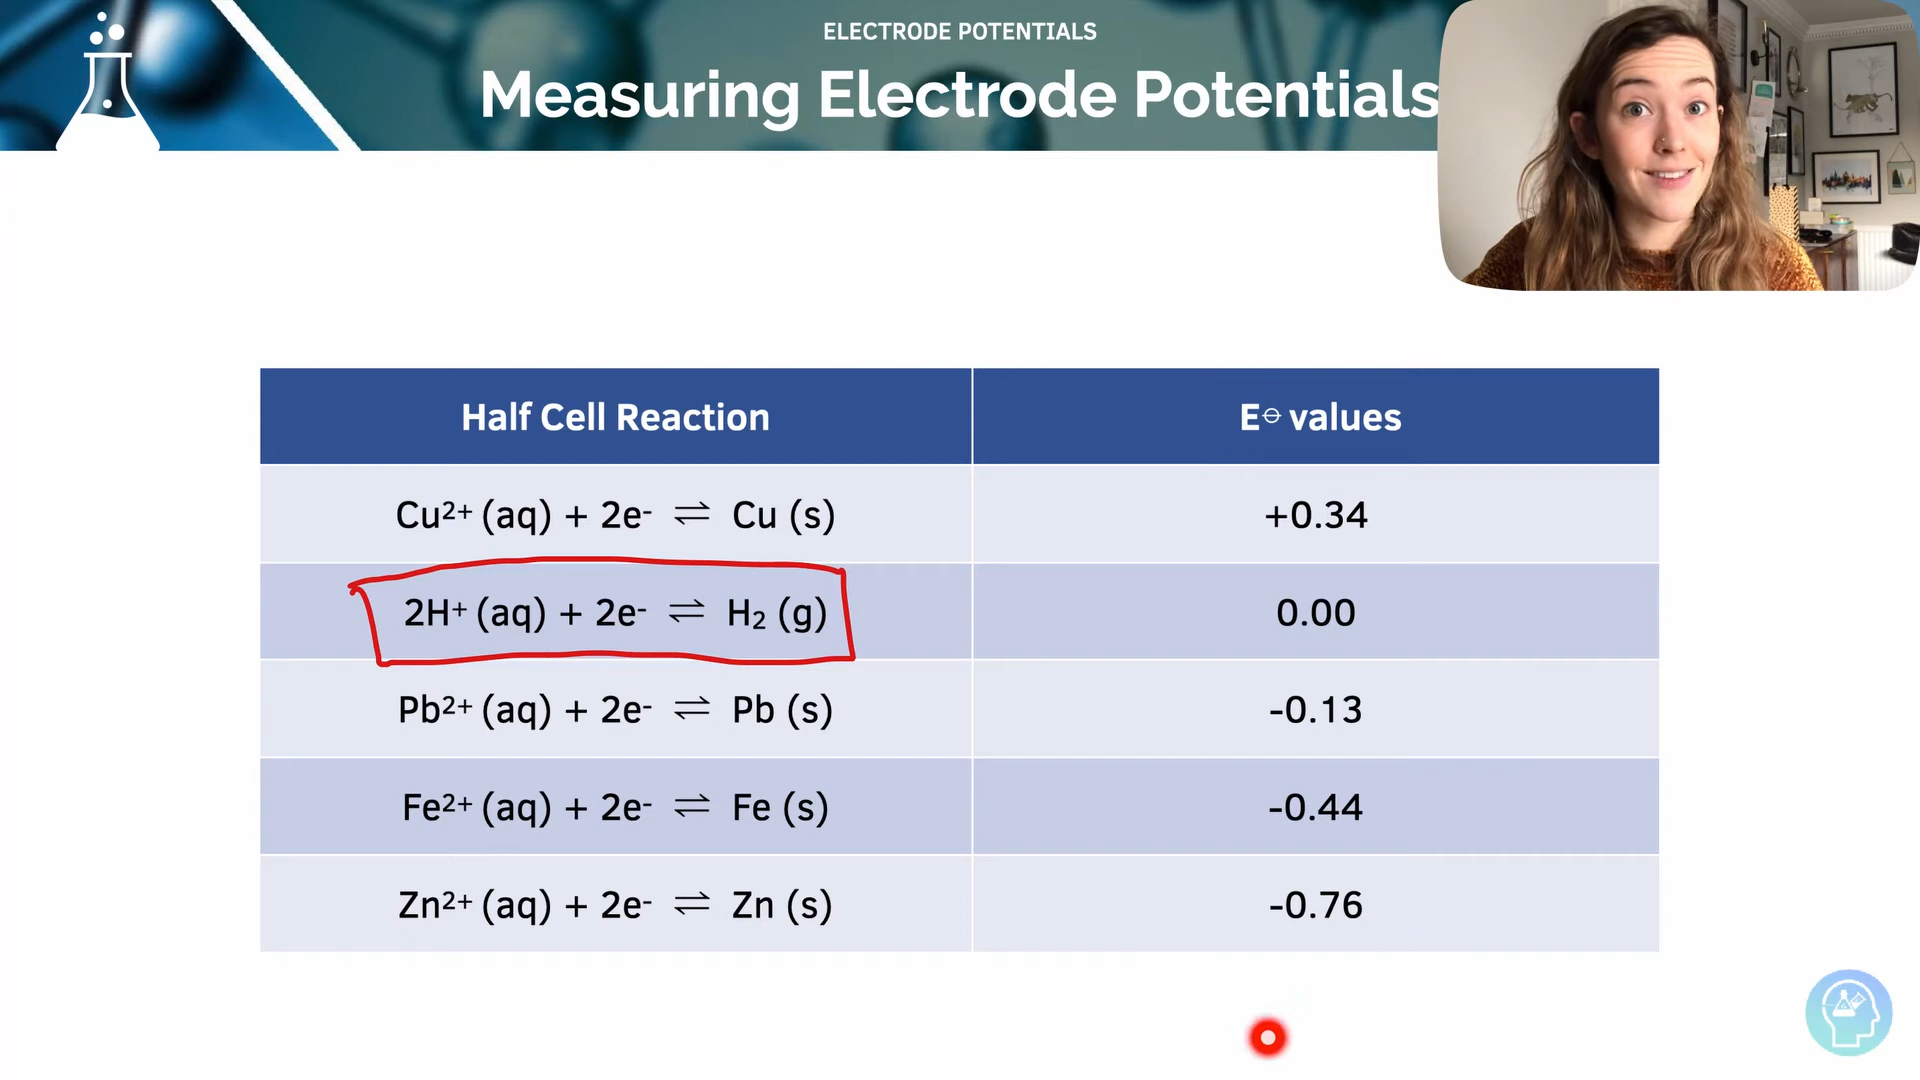 ELECTRODE POTENTIALS
Measuring Electrode Potentials
Half Cell Reaction
E⦵ values
Cu²⁺ (aq) + 2e⁻ ⇌ Cu (s)
+0.34
2H⁺ (aq) + 2e⁻ ⇌ H₂ (g)
0.00
Pb²⁺ (aq) + 2e⁻ ⇌ Pb (s)
-0.13
Fe²⁺ (aq) + 2e⁻ ⇌ Fe (s)
-0.44
Zn²⁺ (aq) + 2e⁻ ⇌ Zn (s)
-0.76